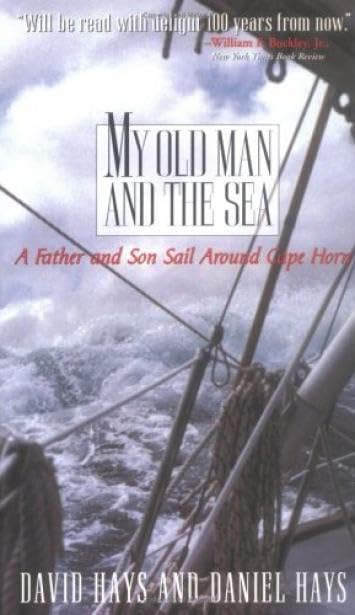 "Will be read with delight 100 years from now."
–William F. Buckley, Jr.,
New York Times Book Review
MY OLD MAN
AND THE SEA
A Father and Son Sail Around Cape Horn
DAVID HAYS AND DANIEL HAYS